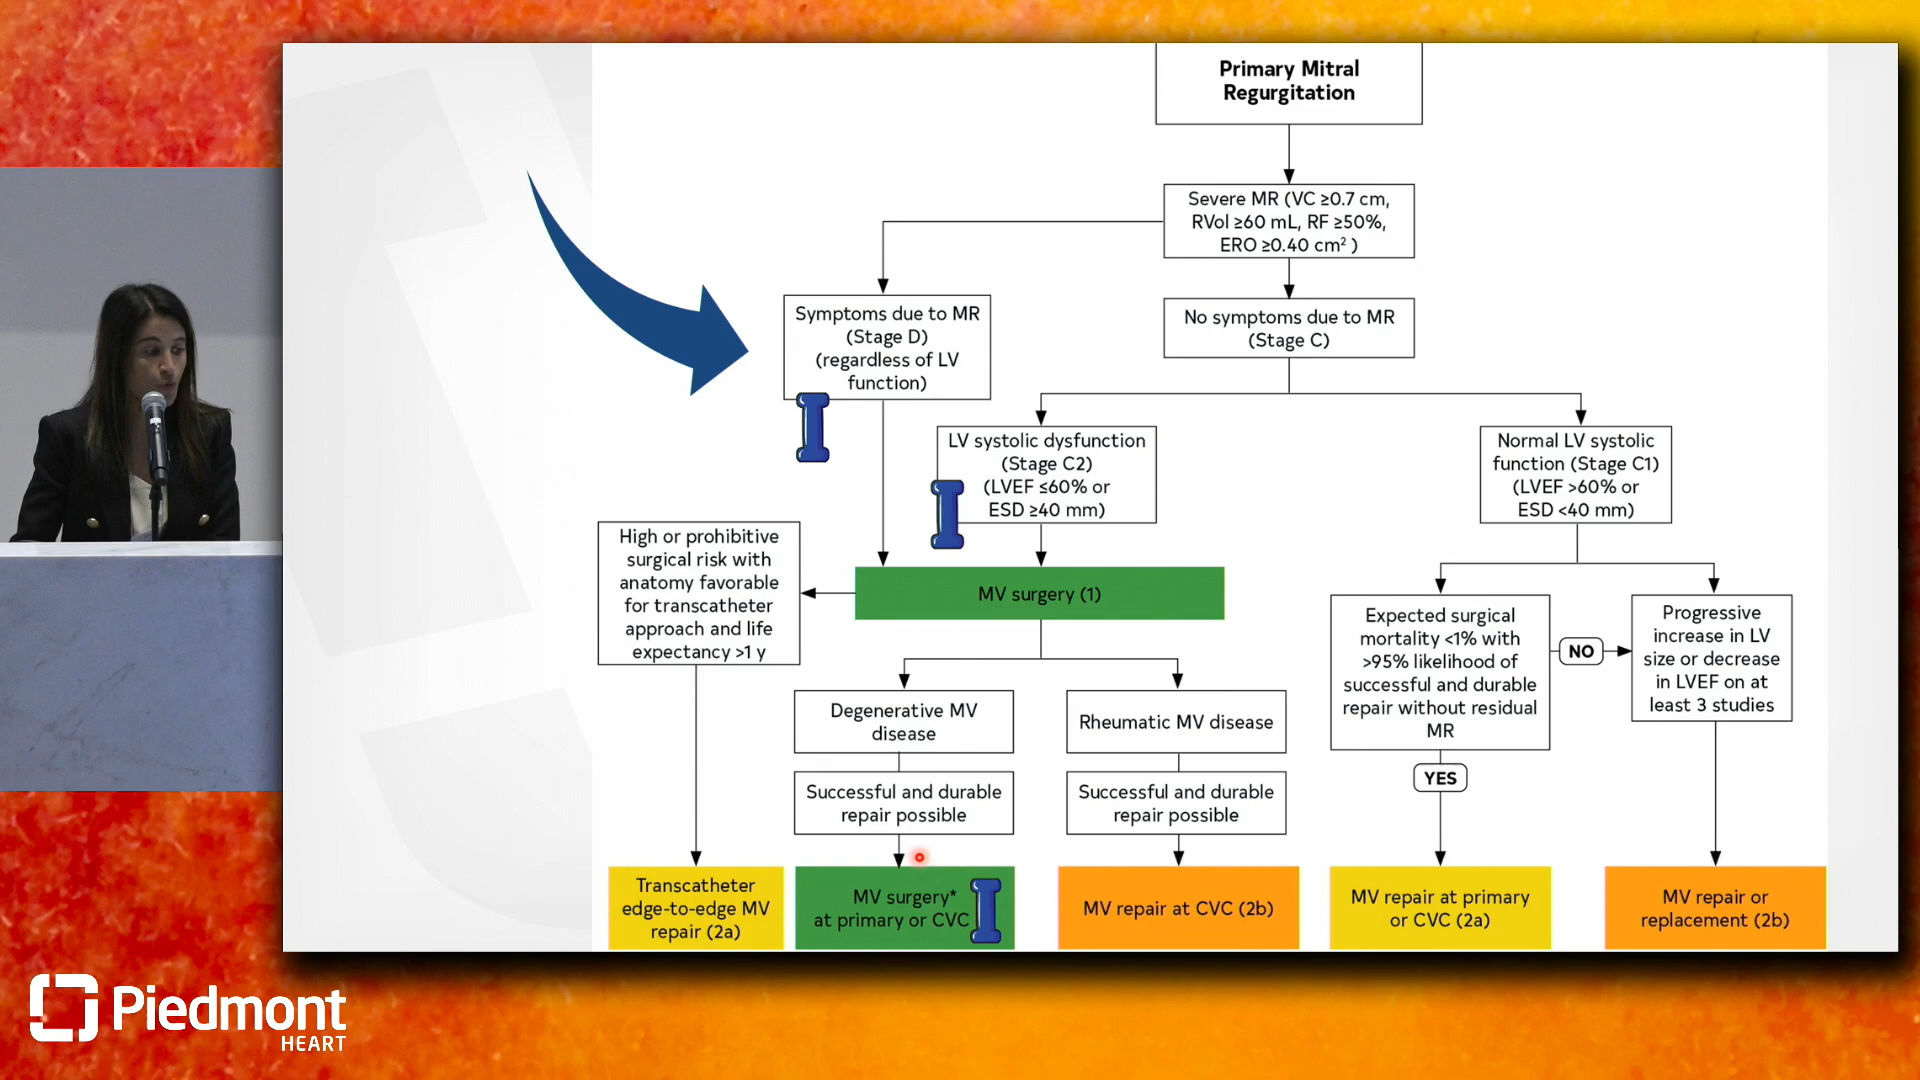 Primary Mitral
Regurgitation
Severe MR (VC ≥0.7 cm,
RVol ≥60 mL, RF ≥50%,
ERO ≥0.40 cm² )
Symptoms due to MR
(Stage D)
(regardless of LV
function)
No symptoms due to MR
(Stage C)
I
LV systolic dysfunction
(Stage C2)
(LVEF ≤60% or
ESD ≥40 mm)
I
Normal LV systolic
function (Stage C1)
(LVEF >60% or
ESD <40 mm)
High or prohibitive
surgical risk with
anatomy favorable
for transcatheter
approach and life
expectancy >1 y
MV surgery (1)
Expected surgical
mortality <1% with
>95% likelihood of
successful and durable
repair without residual
MR
NO
Progressive
increase in LV
size or decrease
in LVEF on at
least 3 studies
Degenerative MV
disease
Rheumatic MV disease
YES
Successful and durable
repair possible
Successful and durable
repair possible
Transcatheter
edge-to-edge MV
repair (2a)
MV surgery*
at primary or CVC
I
MV repair at CVC (2b)
MV repair at primary
or CVC (2a)
MV repair or
replacement (2b)
Piedmont
HEART